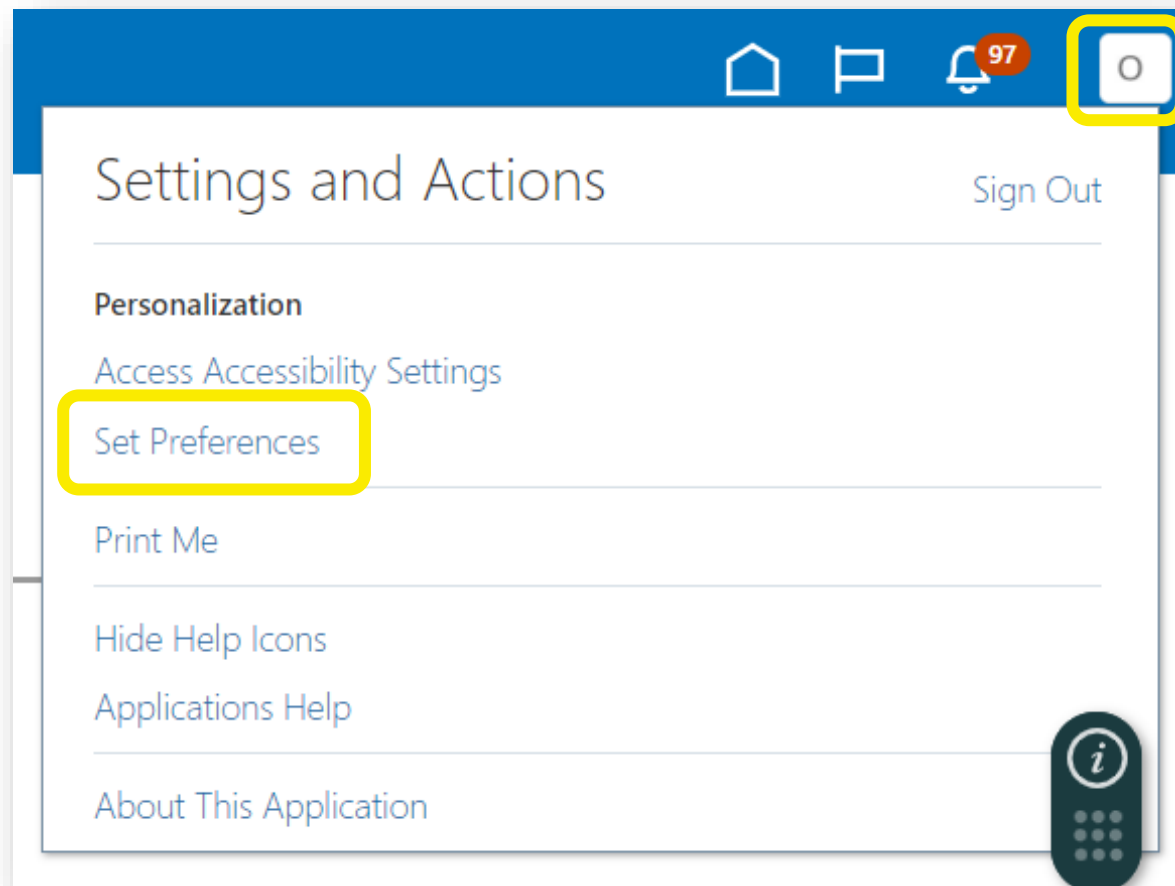 97
O
Settings and Actions
Sign Out
Personalization
Access Accessibility Settings
Set Preferences
Print Me
Hide Help Icons
Applications Help
About This Application
i